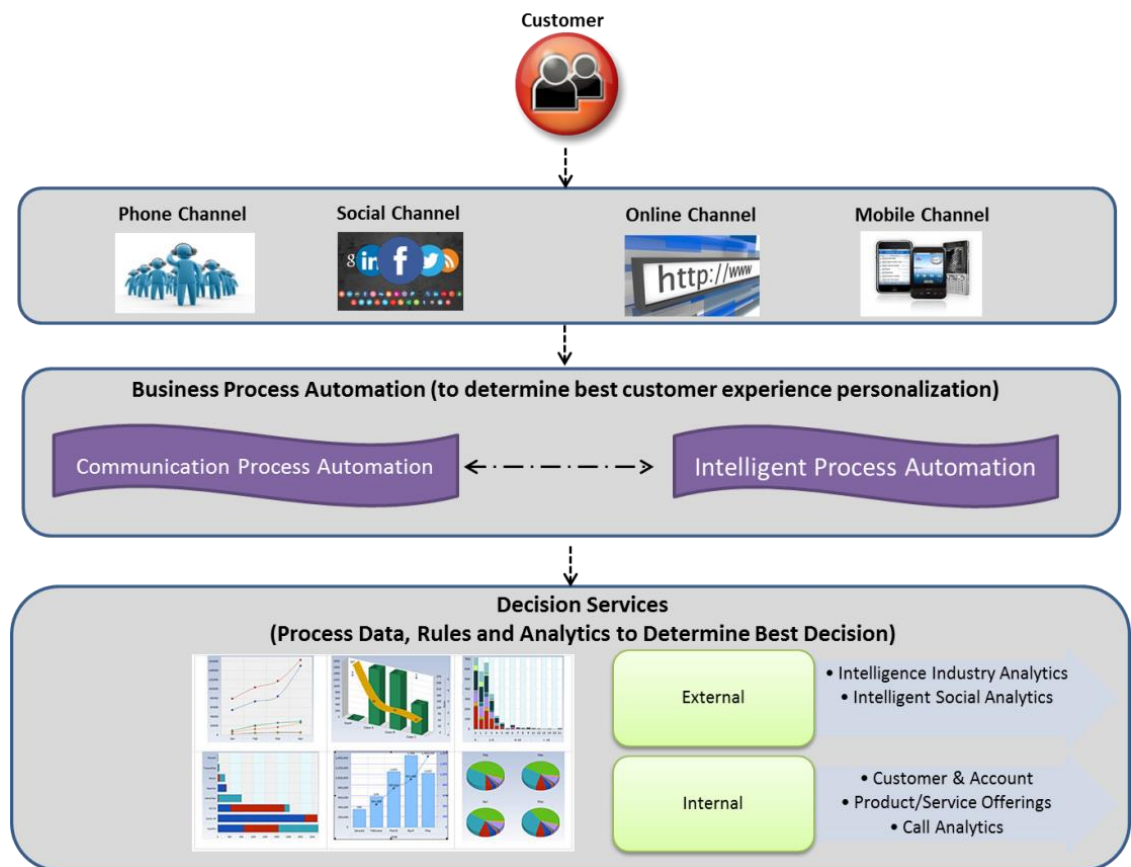 Customer
Phone Channel
Social Channel
Online Channel
Mobile Channel
8 in f
http://www
Business Process Automation (to determine best customer experience personalization)
Communication Process Automation
Intelligent Process Automation
Decision Services
(Process Data, Rules and Analytics to Determine Best Decision)
External
• Intelligence Industry Analytics
• Intelligent Social Analytics
Internal
• Customer & Account
• Product/Service Offerings
• Call Analytics